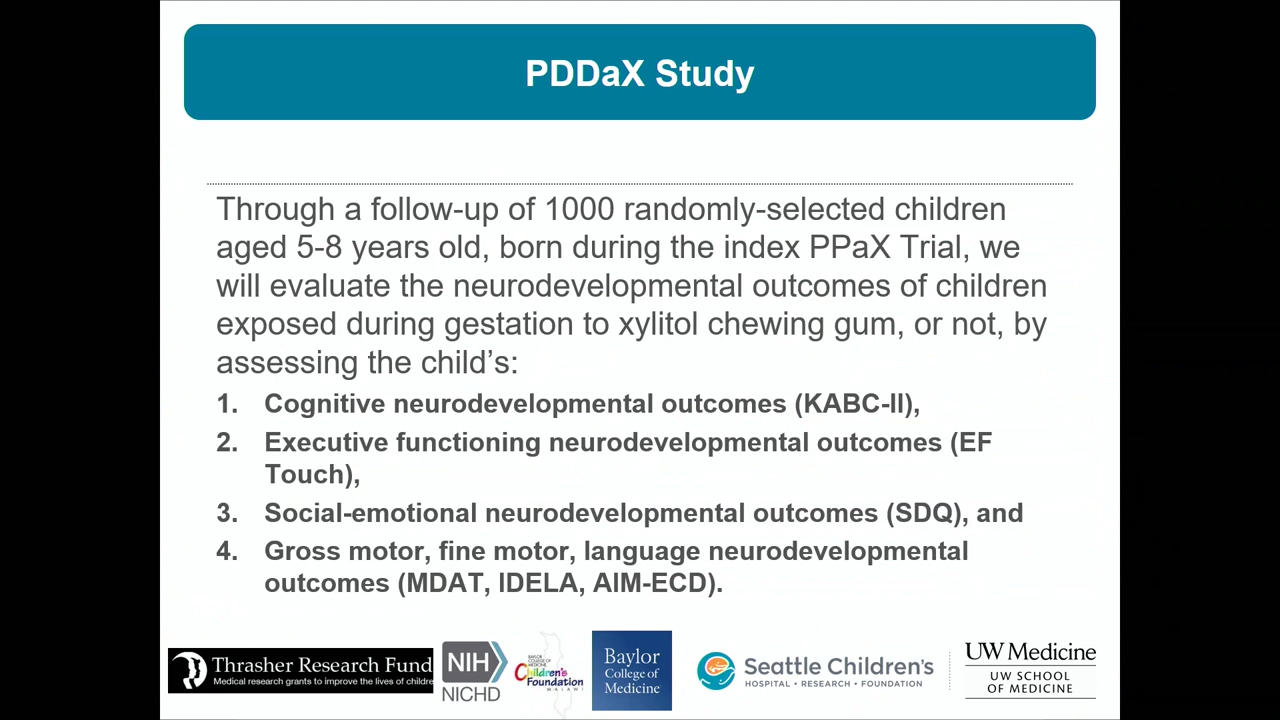 PDDaX Study
Through a follow-up of 1000 randomly-selected children
aged 5-8 years old, born during the index PPaX Trial, we
will evaluate the neurodevelopmental outcomes of children
exposed during gestation to xylitol chewing gum, or not, by
assessing the child’s:
1. Cognitive neurodevelopmental outcomes (KABC-II),
2. Executive functioning neurodevelopmental outcomes (EF
Touch),
3. Social-emotional neurodevelopmental outcomes (SDQ), and
4. Gross motor, fine motor, language neurodevelopmental
outcomes (MDAT, IDELA, AIM-ECD).
Thrasher Research Fund
Medical research grants to improve the lives of childre
NIH
NICHD
BAYLOR
COLLEGE OF
MEDICINE
Children's
Foundation
MALAWI
Baylor
College of
Medicine
Seattle Children's
HOSPITAL • RESEARCH • FOUNDATION
UW Medicine
UW SCHOOL
OF MEDICINE